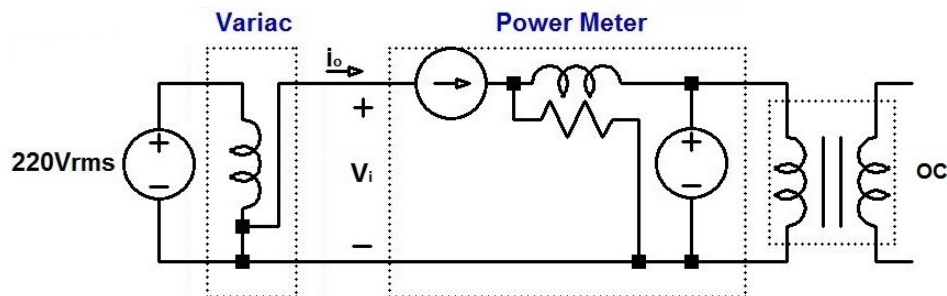 Variac
Power Meter
io
+
220Vrms
+
−
Vi
−
+
−
OC